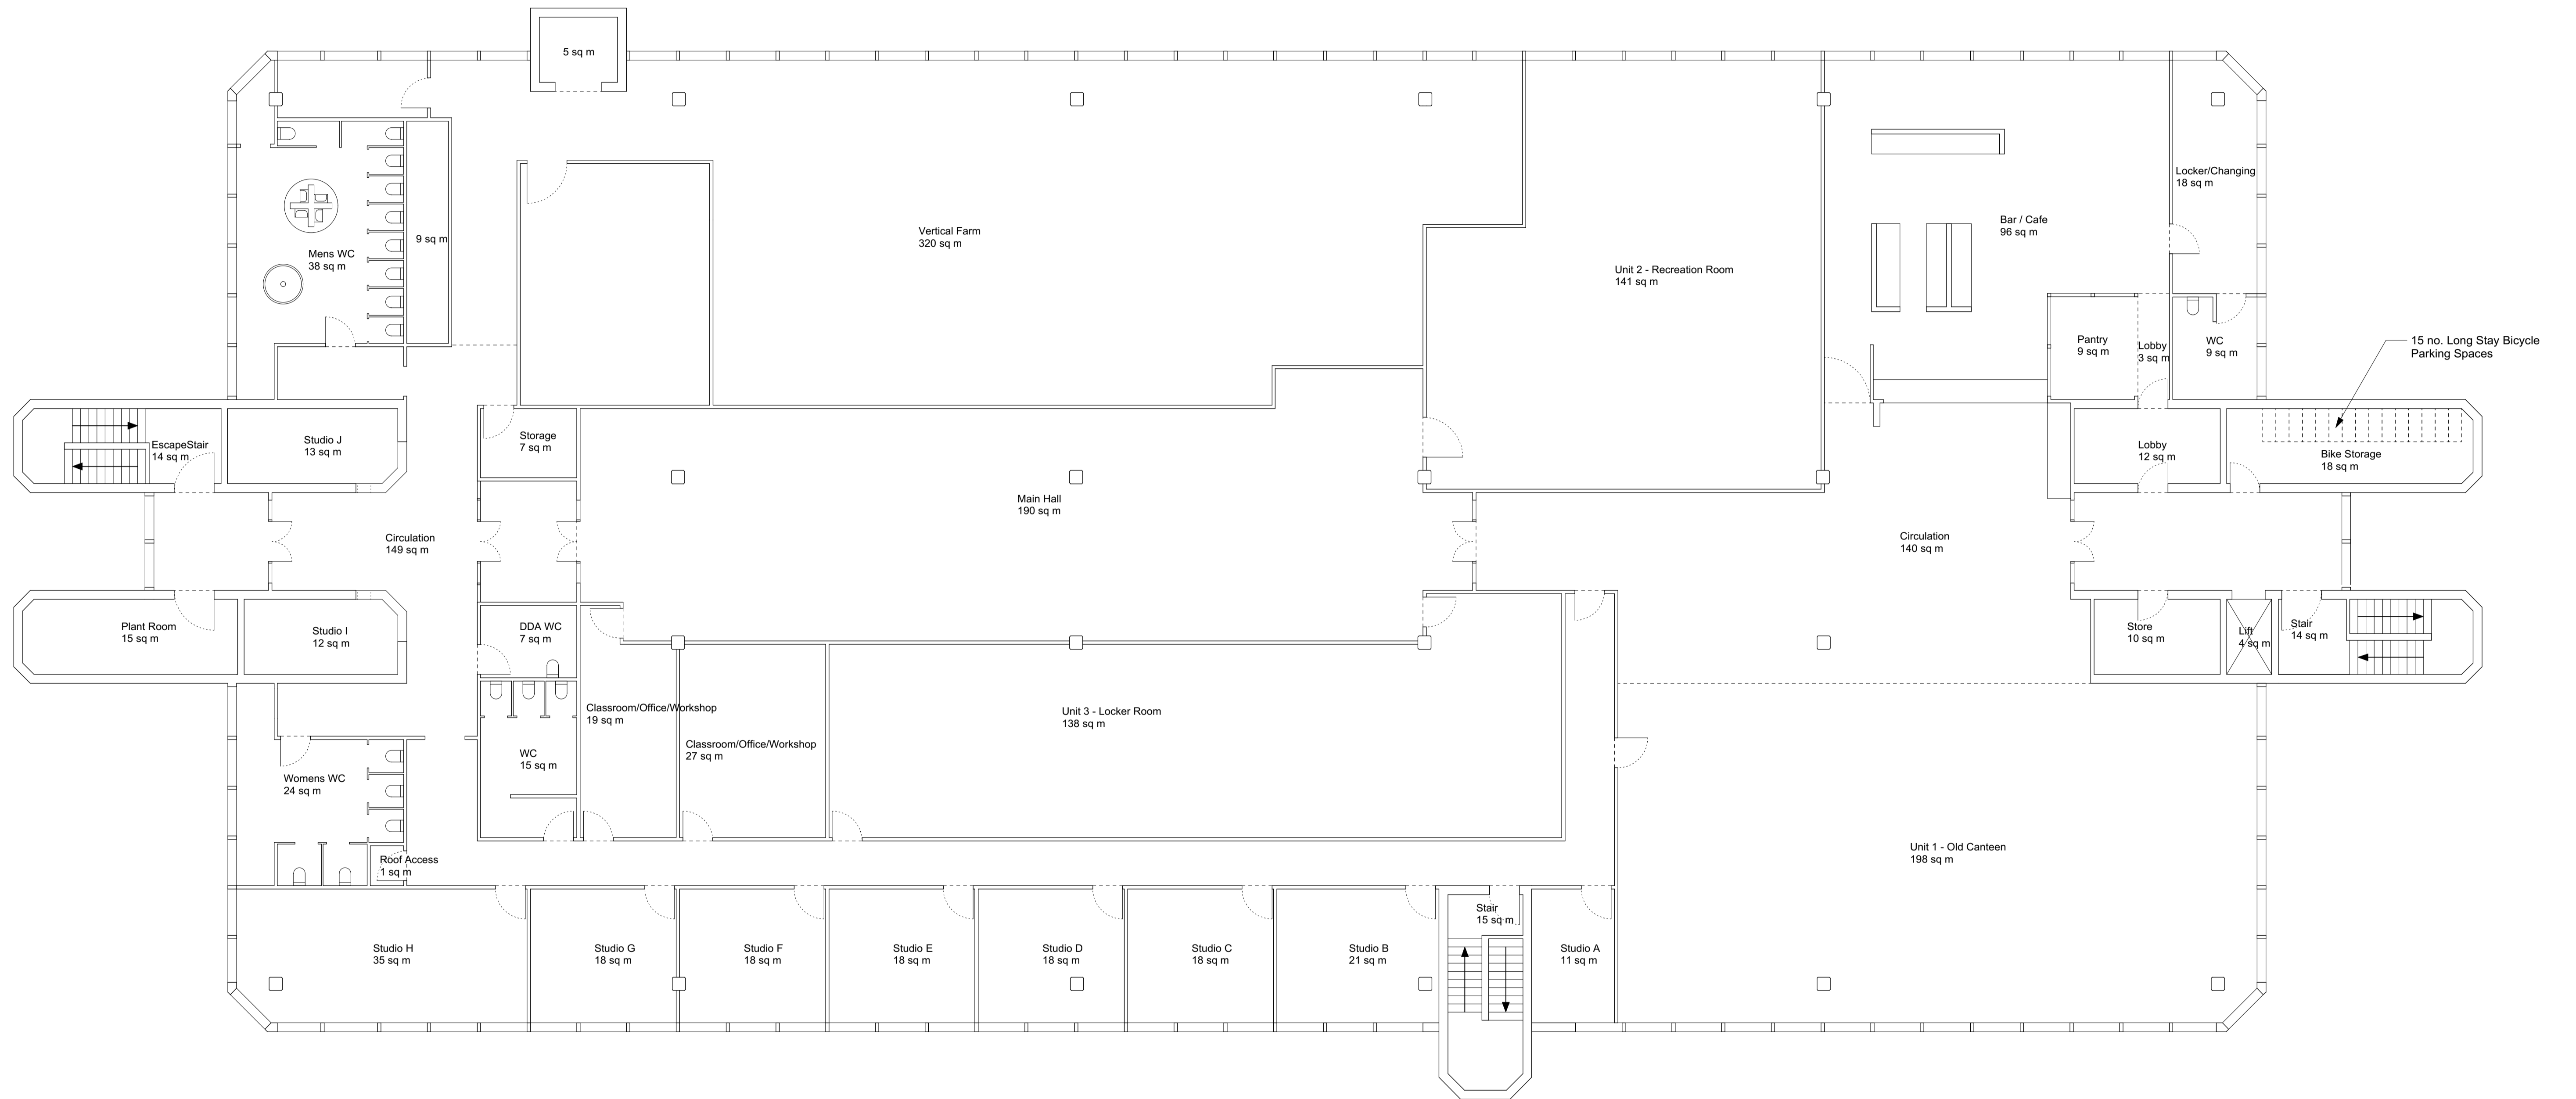 5 sq m
Locker/Changing
18 sq m
Bar / Cafe
96 sq m
Vertical Farm
320 sq m
9 sq m
Mens WC
38 sq m
Unit 2 - Recreation Room
141 sq m
Pantry
9 sq m
Lobby
3 sq m
WC
9 sq m
15 no. Long Stay Bicycle
Parking Spaces
EscapeStair
14 sq m
Studio J
13 sq m
Storage
7 sq m
Lobby
12 sq m
Bike Storage
18 sq m
Main Hall
190 sq m
Circulation
149 sq m
Circulation
140 sq m
Plant Room
15 sq m
Studio I
12 sq m
DDA WC
7 sq m
Store
10 sq m
Lift
4 sq m
Stair
14 sq m
Classroom/Office/Workshop
19 sq m
Unit 3 - Locker Room
138 sq m
Classroom/Office/Workshop
27 sq m
WC
15 sq m
Womens WC
24 sq m
Roof Access
1 sq m
Unit 1 - Old Canteen
198 sq m
Stair
15 sq m
Studio H
35 sq m
Studio G
18 sq m
Studio F
18 sq m
Studio E
18 sq m
Studio D
18 sq m
Studio C
18 sq m
Studio B
21 sq m
Studio A
11 sq m